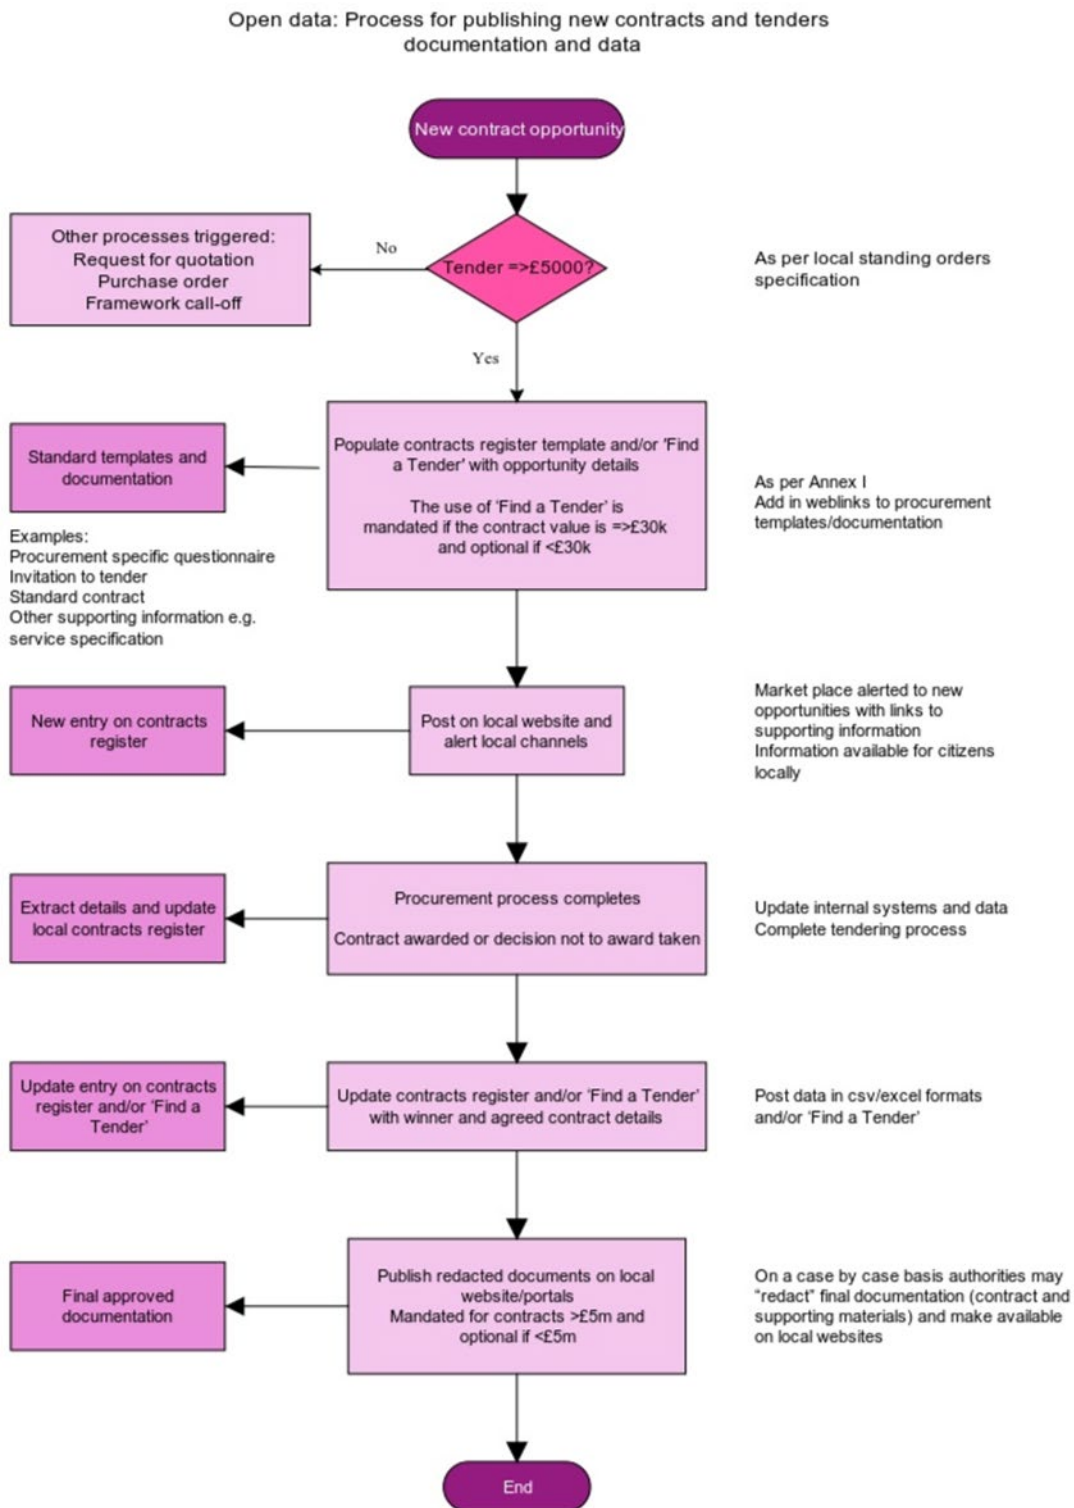 Open data: Process for publishing new contracts and tenders
documentation and data
New contract opportunity
Other processes triggered:
Request for quotation
Purchase order
Framework call-off
No
Tender =>£5000?
As per local standing orders
specification
Yes
Standard templates and
documentation
Populate contracts register template and/or 'Find
a Tender' with opportunity details
The use of 'Find a Tender' is
mandated if the contract value is =>£30k
and optional if <£30k
As per Annex I
Add in weblinks to procurement
templates/documentation
Examples:
Procurement specific questionnaire
Invitation to tender
Standard contract
Other supporting information e.g.
service specification
New entry on contracts
register
Post on local website and
alert local channels
Market place alerted to new
opportunities with links to
supporting information
Information available for citizens
locally
Extract details and update
local contracts register
Procurement process completes
Contract awarded or decision not to award taken
Update internal systems and data
Complete tendering process
Update entry on contracts
register and/or 'Find a
Tender'
Update contracts register and/or 'Find a Tender'
with winner and agreed contract details
Post data in csv/excel formats
and/or 'Find a Tender'
Final approved
documentation
Publish redacted documents on local
website/portals
Mandated for contracts >£5m and
optional if <£5m
On a case by case basis authorities may
"redact" final documentation (contract and
supporting materials) and make available
on local websites
End